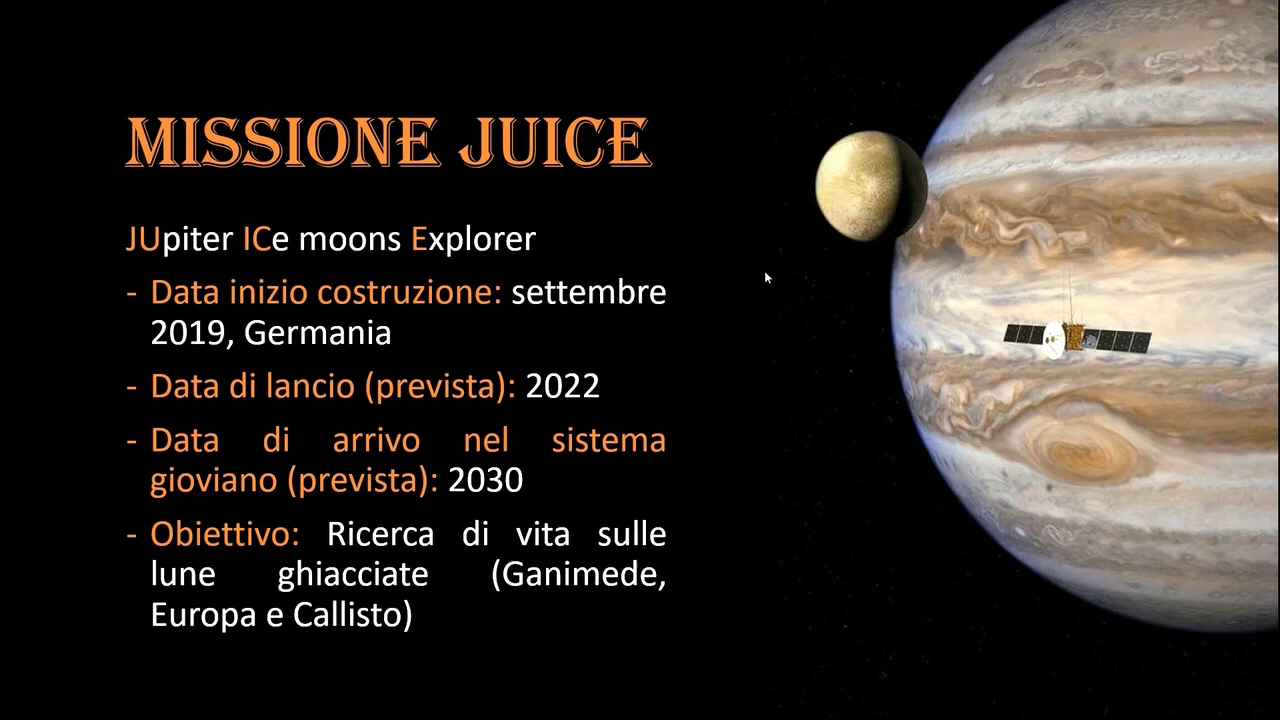 MISSIONE JUICE
JUpiter ICe moons Explorer
- Data inizio costruzione: settembre
2019, Germania
- Data di lancio (prevista): 2022
- Data di arrivo nel sistema
gioviano (prevista): 2030
- Obiettivo: Ricerca di vita sulle
lune ghiacciate (Ganimede,
Europa e Callisto)